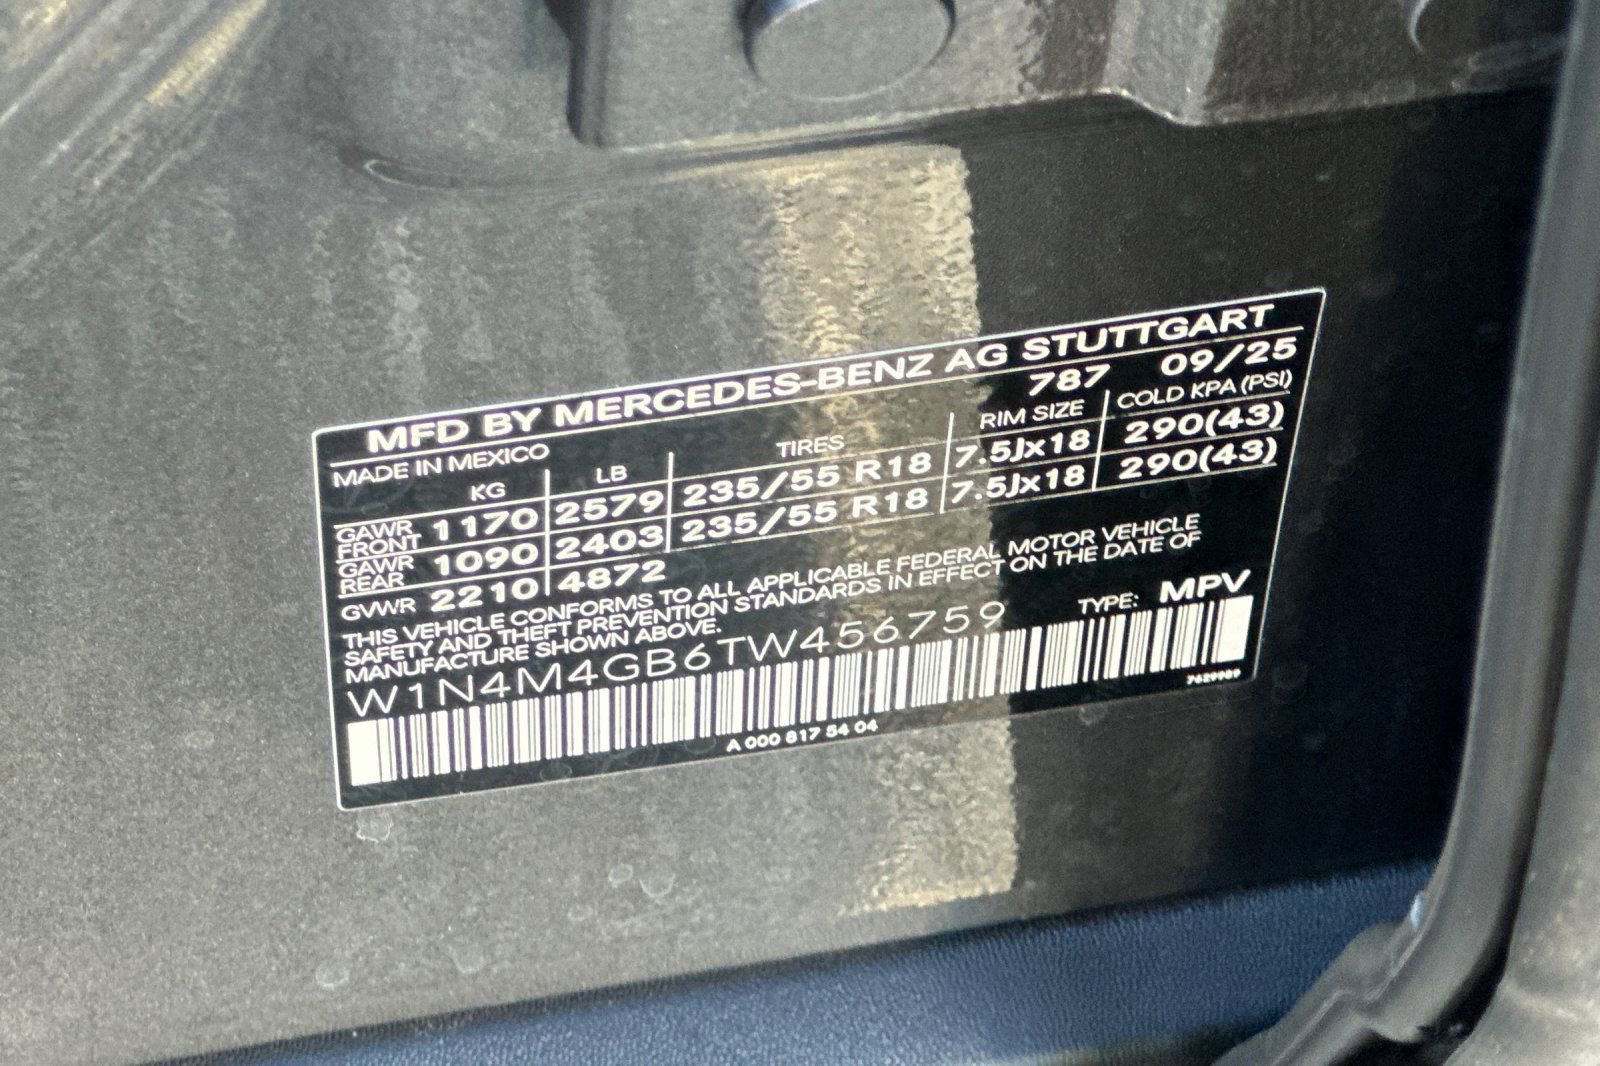 MFD BY MERCEDES-BENZ AG STUTTGART
MADE IN MEXICO 787 09/25
KG LB TIRES RIM SIZE COLD KPA (PSI)
GAWR FRONT 1170 2579 235/55 R18 7.5Jx18 290(43)
GAWR REAR 1090 2403 235/55 R18 7.5Jx18 290(43)
GVWR 2210 4872
THIS VEHICLE CONFORMS TO ALL APPLICABLE FEDERAL MOTOR VEHICLE
SAFETY AND THEFT PREVENTION STANDARDS IN EFFECT ON THE DATE OF
MANUFACTURE SHOWN ABOVE.
W1N4M4GB6TW456759 TYPE: MPV
A 000 817 54 04 7629989